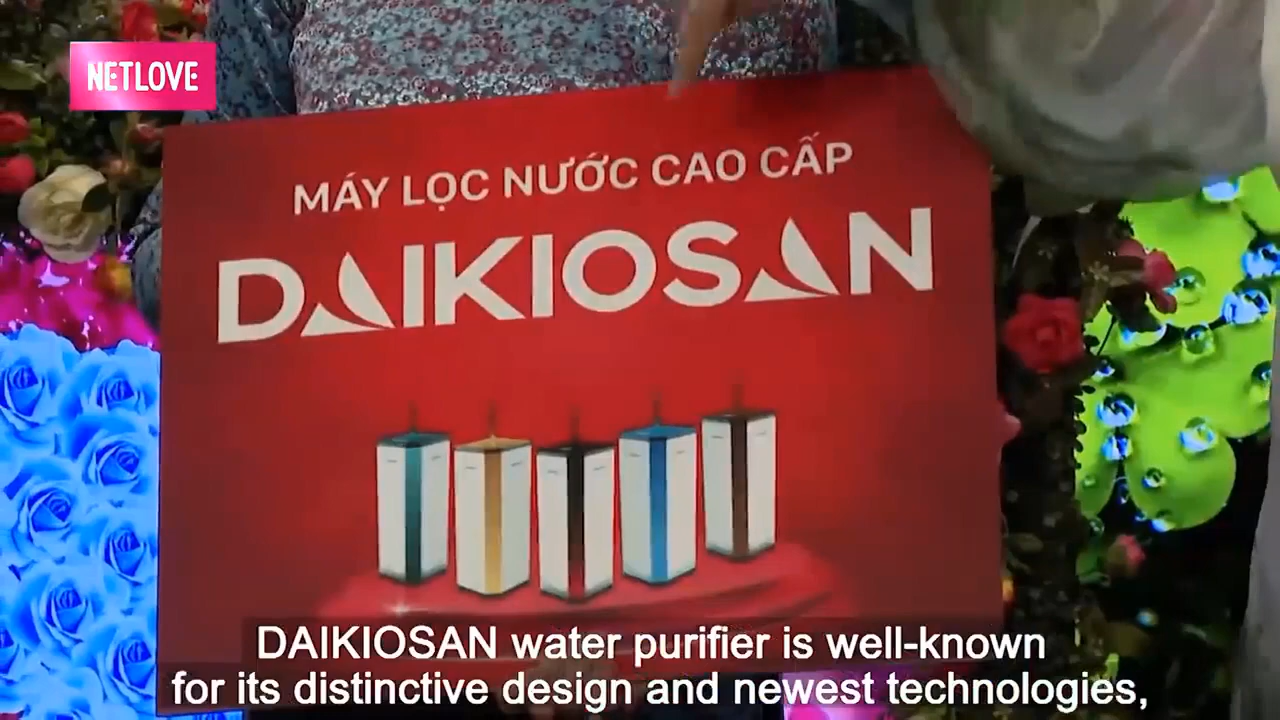 NETLOVE
MÁY LỌC NƯỚC CAO CẤP
DAIKIOSAN
DAIKIOSAN water purifier is well-known
for its distinctive design and newest technologies,